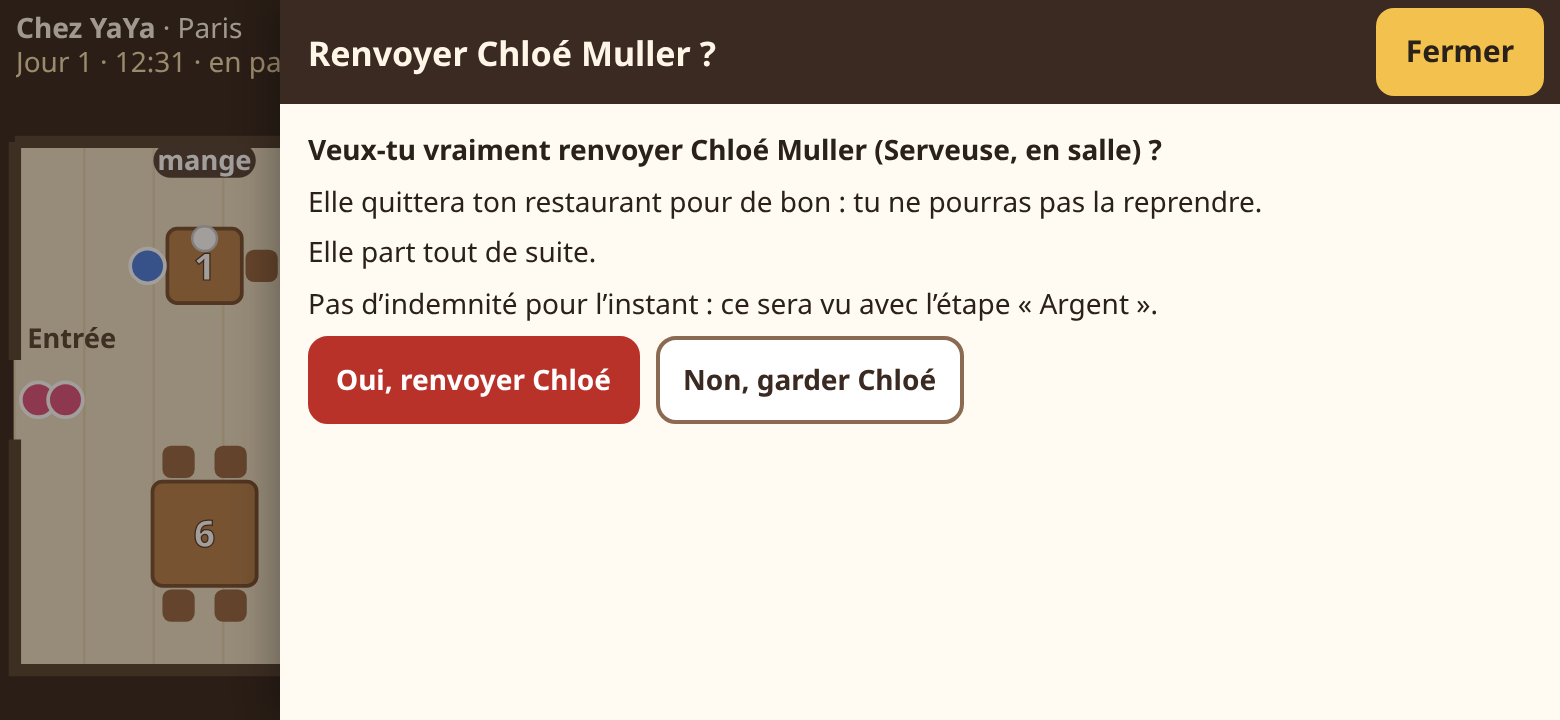 Chez YaYa · Paris
Jour 1 · 12:31 · en pa
Renvoyer Chloé Muller ?
Fermer
mange
1
Entrée
6
Veux-tu vraiment renvoyer Chloé Muller (Serveuse, en salle) ?
Elle quittera ton restaurant pour de bon : tu ne pourras pas la reprendre.
Elle part tout de suite.
Pas d’indemnité pour l’instant : ce sera vu avec l’étape « Argent ».
Oui, renvoyer Chloé
Non, garder Chloé